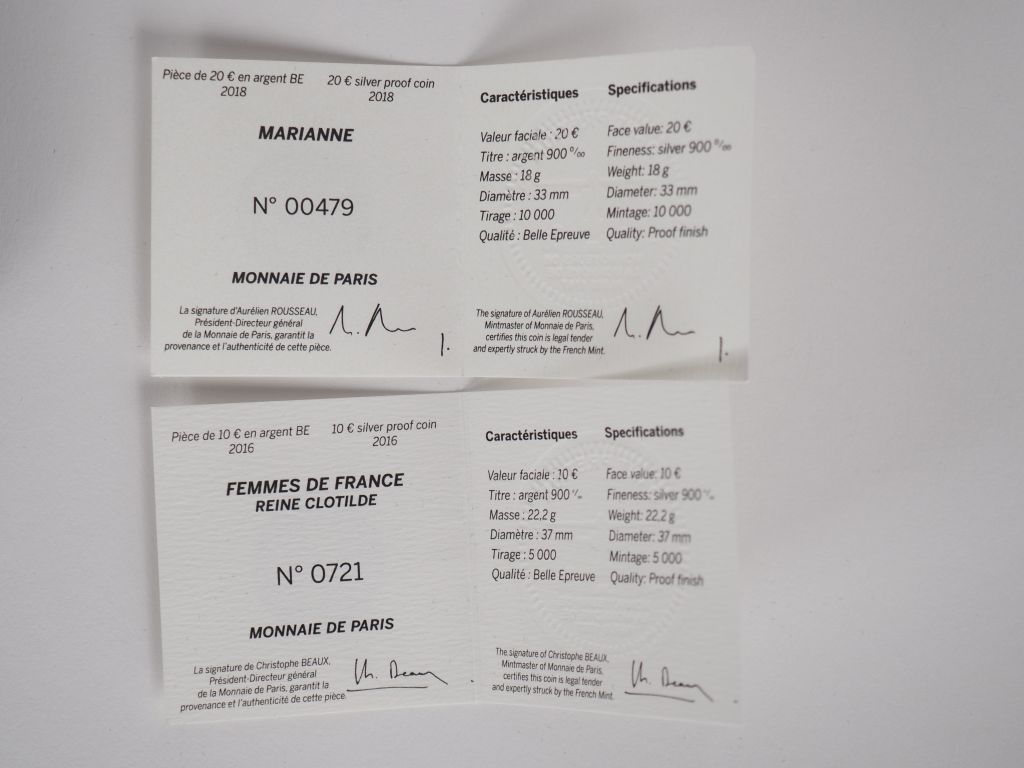 Pièce de 20 € en argent BE
2018
20 € silver proof coin
2018
MARIANNE
N° 00479
MONNAIE DE PARIS
La signature d'Aurélien ROUSSEAU,
Président-Directeur général
de la Monnaie de Paris, garantit la
provenance et l'authenticité de cette pièce.
Caractéristiques
Valeur faciale : 20 €
Titre : argent 900 ‰
Masse : 18 g
Diamètre : 33 mm
Tirage : 10 000
Qualité : Belle Epreuve
Specifications
Face value: 20 €
Fineness: silver 900 ‰
Weight: 18 g
Diameter: 33 mm
Mintage: 10 000
Quality: Proof finish
The signature of Aurélien ROUSSEAU,
Mintmaster of Monnaie de Paris,
certifies this coin is legal tender
and expertly struck by the French Mint.
Pièce de 10 € en argent BE
2016
10 € silver proof coin
2016
FEMMES DE FRANCE
REINE CLOTILDE
N° 0721
MONNAIE DE PARIS
La signature de Christophe BEAUX,
Président-Directeur général
de la Monnaie de Paris, garantit la
provenance et l'authenticité de cette pièce.
Ch. Beaux
Caractéristiques
Valeur faciale : 10 €
Titre : argent 900 ‰
Masse : 22,2 g
Diamètre : 37 mm
Tirage : 5 000
Qualité : Belle Epreuve
Specifications
Face value: 10 €
Fineness: silver 900 ‰
Weight: 22,2 g
Diameter: 37 mm
Mintage: 5 000
Quality: Proof finish
The signature of Christophe BEAUX,
Mintmaster of Monnaie de Paris,
certifies this coin is legal tender
and expertly struck by the French Mint.
Ch. Beaux